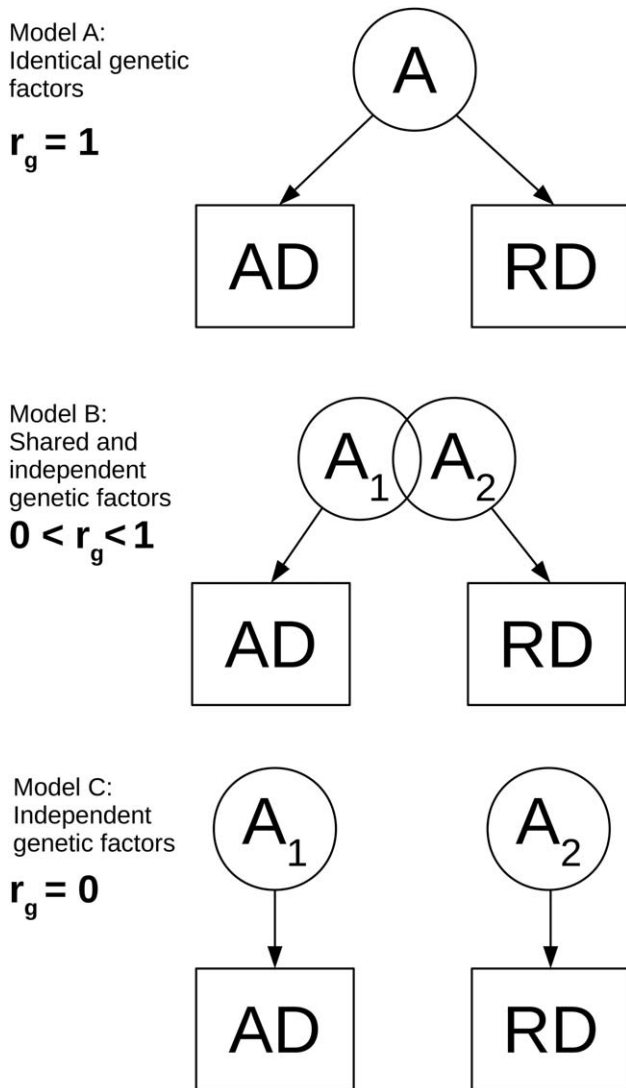 Model A:
Identical genetic
factors
r_g = 1
A
AD RD
Model B:
Shared and
independent
genetic factors
0 < r_g < 1
A_1 A_2
AD RD
Model C:
Independent
genetic factors
r_g = 0
A_1 A_2
AD RD